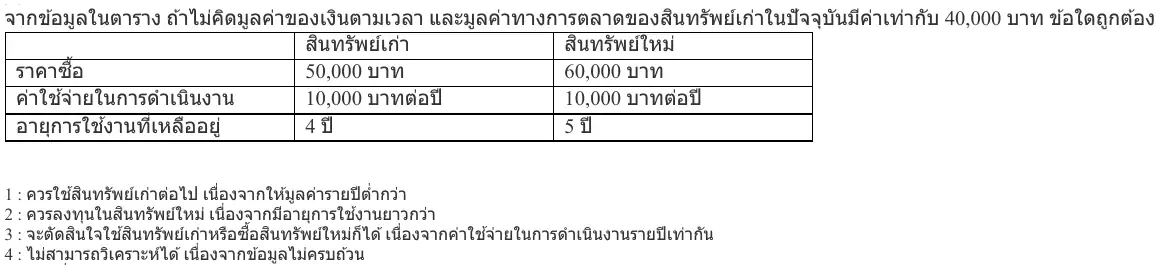 จากข้อมูลในตาราง ถ้าไม่คิดมูลค่าของเงินตามเวลา และมูลค่าทางการตลาดของสินทรัพย์เก่าในปัจจุบันมีค่าเท่ากับ 40,000 บาท ข้อใดถูกต้อง
สินทรัพย์เก่า สินทรัพย์ใหม่
ราคาซื้อ 50,000 บาท 60,000 บาท
ค่าใช้จ่ายในการดำเนินงาน 10,000 บาทต่อปี 10,000 บาทต่อปี
อายุการใช้งานที่เหลืออยู่ 4 ปี 5 ปี
1 : ควรใช้สินทรัพย์เก่าต่อไป เนื่องจากให้มูลค่ารายปีต่ำกว่า
2 : ควรลงทุนในสินทรัพย์ใหม่ เนื่องจากมีอายุการใช้งานยาวกว่า
3 : จะตัดสินใจใช้สินทรัพย์เก่าหรือซื้อสินทรัพย์ใหม่ก็ได้ เนื่องจากค่าใช้จ่ายในการดำเนินงานรายปีเท่ากัน
4 : ไม่สามารถวิเคราะห์ได้ เนื่องจากข้อมูลไม่ครบถ้วน